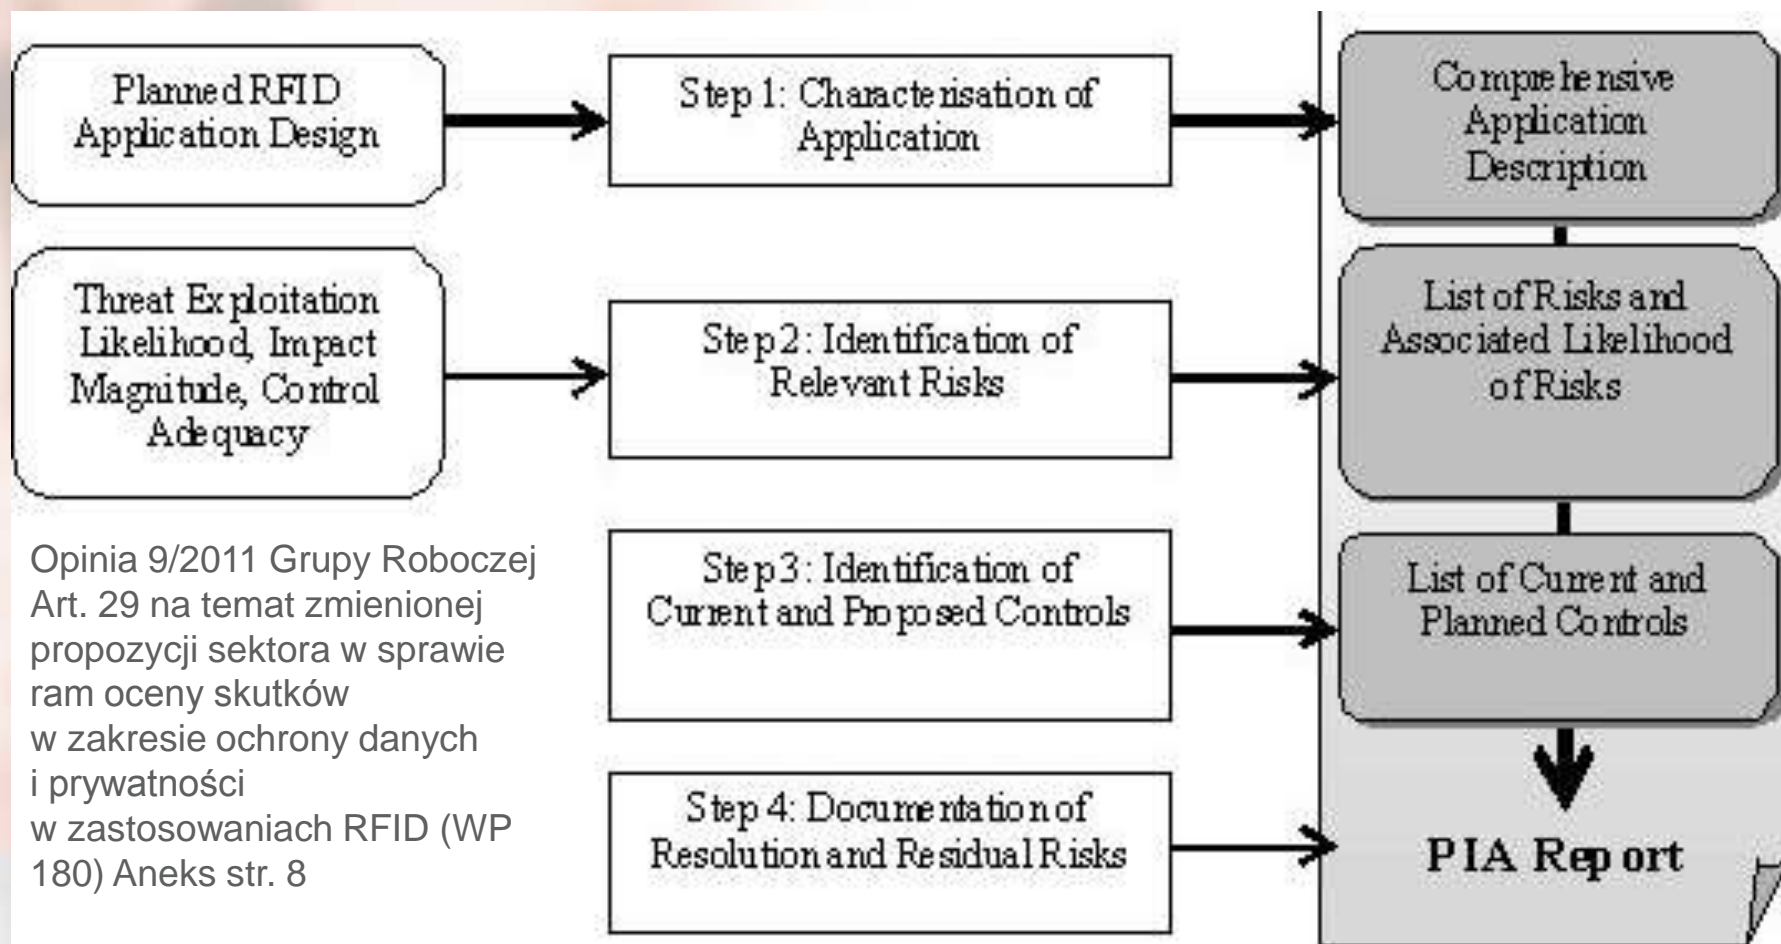 Planned RFID
Application Design
Step 1: Characterisation of
Application
Comprehensive
Application
Description
Threat Exploitation
Likelihood, Impact
Magnitude, Control
Adequacy
Step2: Identification of
Relevant Risks
List of Risks and
Associated Likelihood
of Risks
Opinia 9/2011 Grupy Roboczej
Art. 29 na temat zmienionej
propozycji sektora w sprawie
ram oceny skutków
w zakresie ochrony danych
i prywatności
w zastosowaniach RFID (WP
180) Aneks str. 8
Step3: Identification of
Current and Proposed Controls
List of Current and
Planned Controls
Step 4: Documentation of
Resolution and Residual Risks
PIA Report